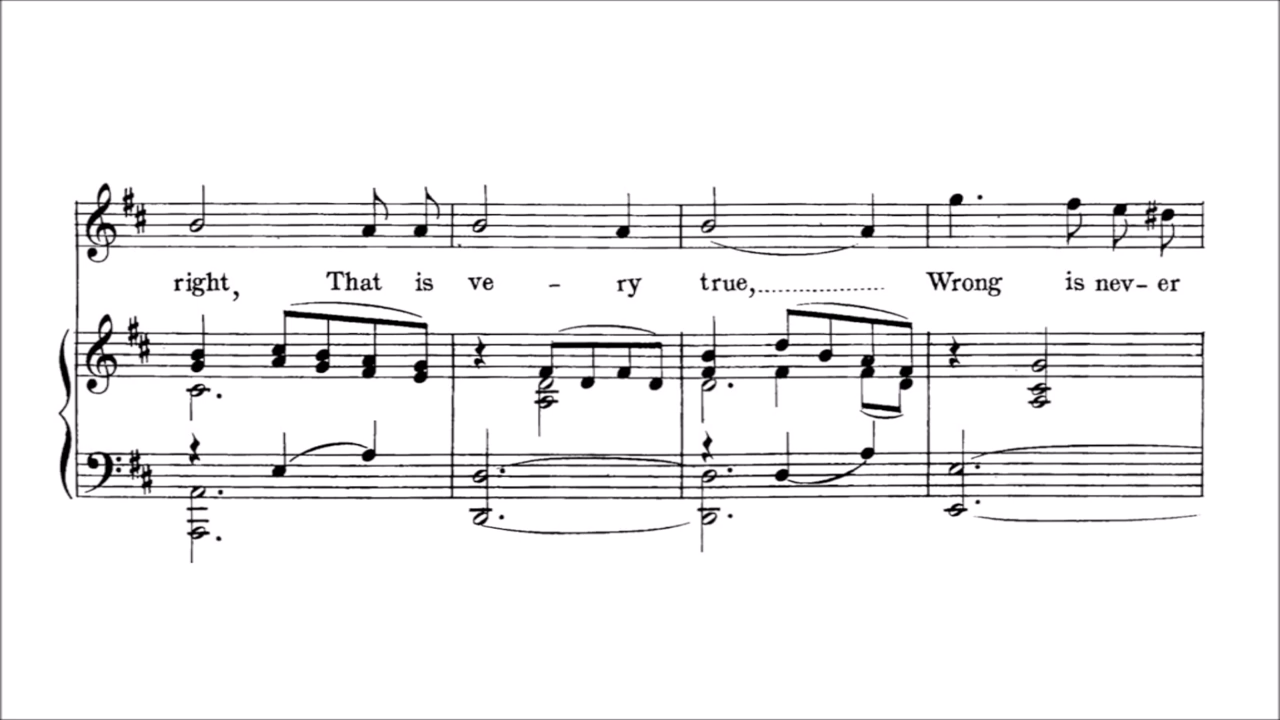 right, That is ve - ry true,.................. Wrong is nev- er